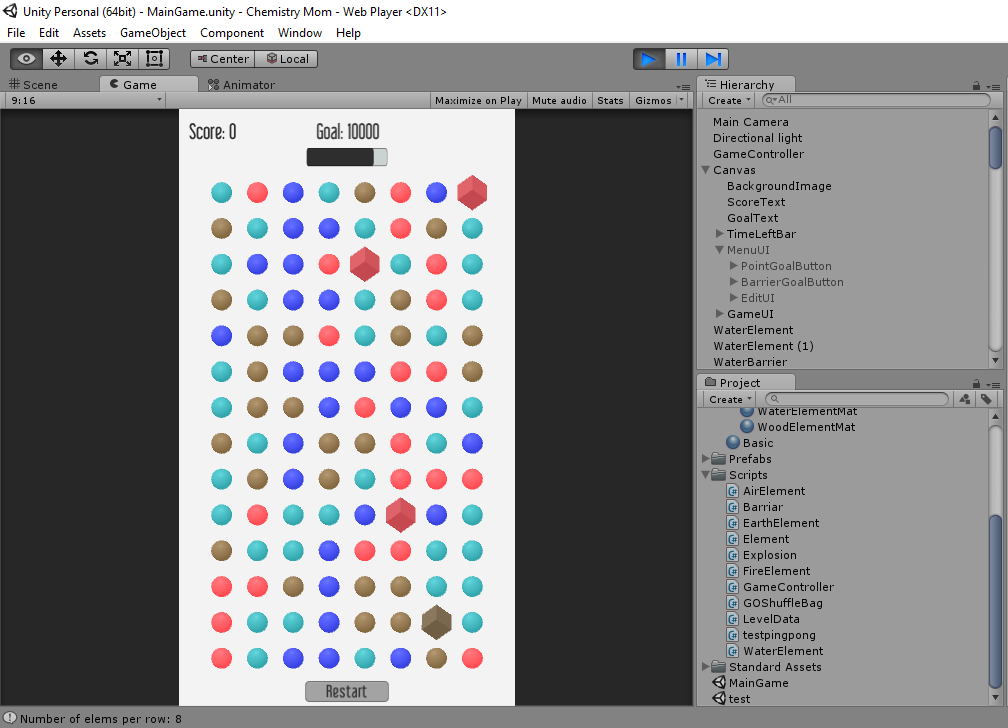 Unity Personal (64bit) - MainGame.unity - Chemistry Mom - Web Player <DX11>
File Edit Assets GameObject Component Window Help
Center Local
Scene Game Animator
9:16 Maximize on Play Mute audio Stats Gizmos
Score: 0 Goal: 10000
Restart
Hierarchy
Create All
Main Camera
Directional light
GameController
Canvas
BackgroundImage
ScoreText
GoalText
TimeLeftBar
MenuUI
PointGoalButton
BarrierGoalButton
EditUI
GameUI
WaterElement
WaterElement (1)
WaterBarrier
Project
Create
WaterElementMat
WoodElementMat
Basic
Prefabs
Scripts
AirElement
Barriar
EarthElement
Element
Explosion
FireElement
GameController
GOShuffleBag
LevelData
testpingpong
WaterElement
Standard Assets
MainGame
test
Number of elems per row: 8